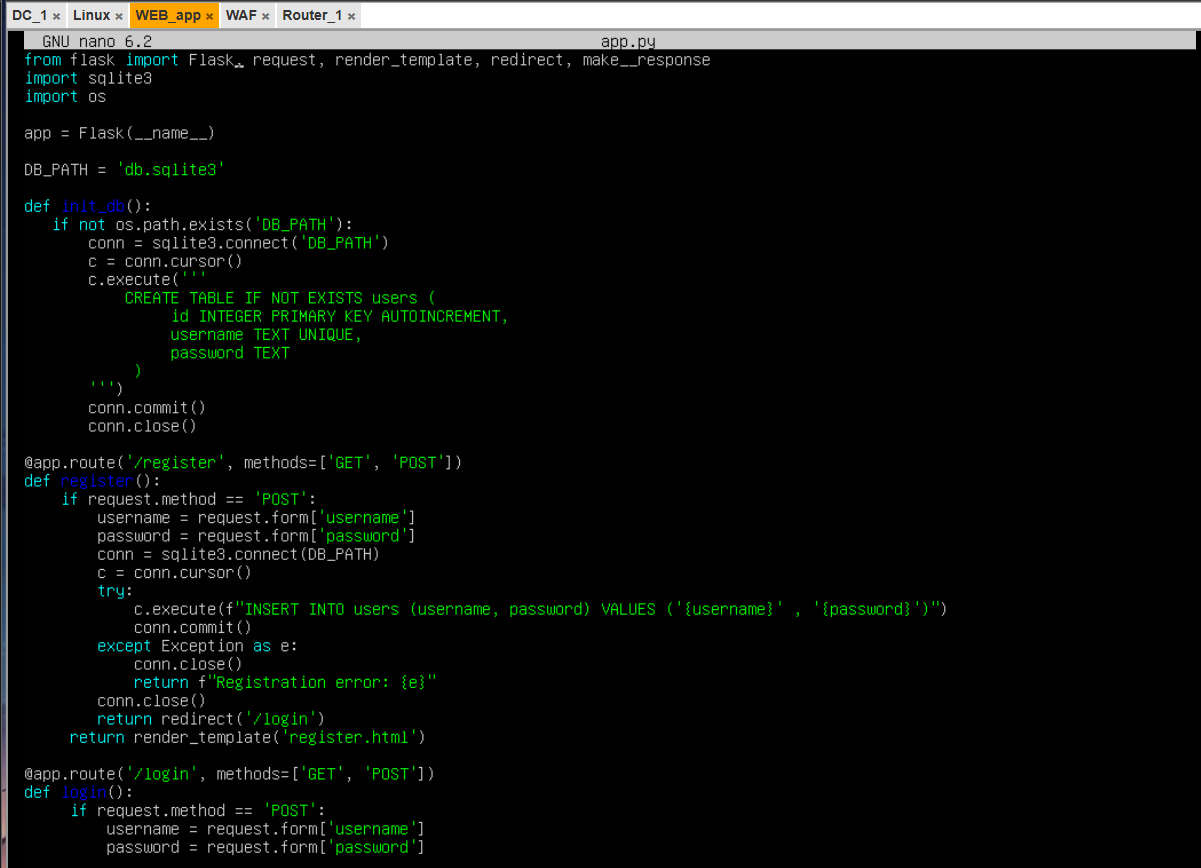 DC_1 × Linux × WEB_app × WAF × Router_1 ×
GNU nano 6.2 app.py
from flask import Flask, request, render_template, redirect, make__response
import sqlite3
import os
app = Flask(__name__)
DB_PATH = 'db.sqlite3'
def init_db():
if not os.path.exists('DB_PATH'):
conn = sqlite3.connect('DB_PATH')
c = conn.cursor()
c.execute('''
CREATE TABLE IF NOT EXISTS users (
id INTEGER PRIMARY KEY AUTOINCREMENT,
username TEXT UNIQUE,
password TEXT
)
''')
conn.commit()
conn.close()
@app.route('/register', methods=['GET', 'POST'])
def register():
if request.method == 'POST':
username = request.form['username']
password = request.form['password']
conn = sqlite3.connect(DB_PATH)
c = conn.cursor()
try:
c.execute(f"INSERT INTO users (username, password) VALUES ('{username}' , '{password}')")
conn.commit()
except Exception as e:
conn.close()
return f"Registration error: {e}"
conn.close()
return redirect('/login')
return render_template('register.html')
@app.route('/login', methods=['GET', 'POST'])
def login():
if request.method == 'POST':
username = request.form['username']
password = request.form['password']